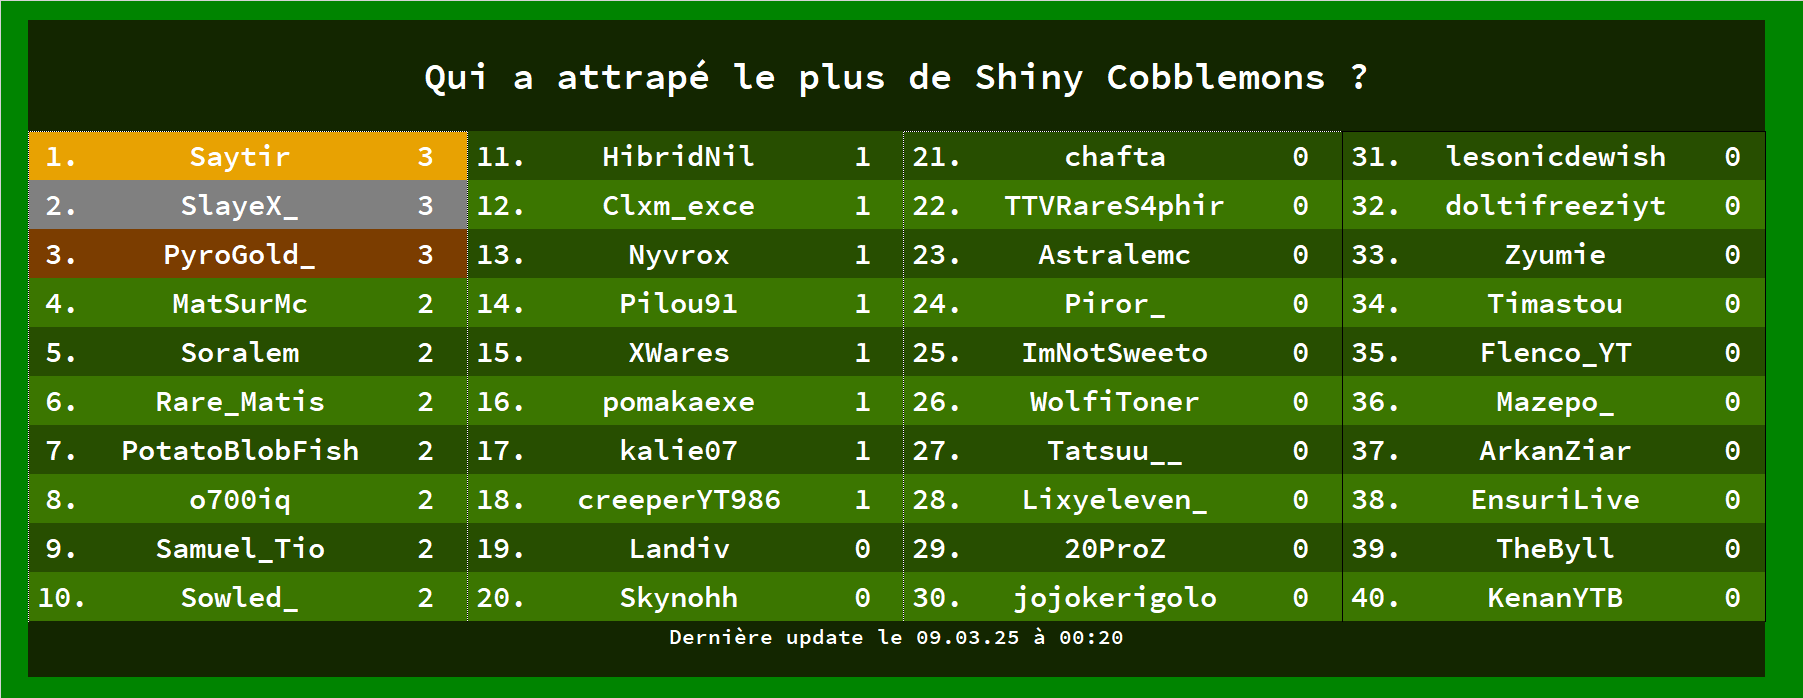 Qui a attrapé le plus de Shiny Cobblemons ?
1. Saytir 3 11. HibridNil 1 21. chafta 0 31. lesonicdewish 0
2. SlayeX_ 3 12. Clxm_exce 1 22. TTVRareS4phir 0 32. doltifreeziyt 0
3. PyroGold_ 3 13. Nyvrox 1 23. Astralemc 0 33. Zyumie 0
4. MatSurMc 2 14. Pilou91 1 24. Piror_ 0 34. Timastou 0
5. Soralem 2 15. XWares 1 25. ImNotSweeto 0 35. Flenco_YT 0
6. Rare_Matis 2 16. pomakaexe 1 26. WolfiToner 0 36. Mazepo_ 0
7. PotatoBlobFish 2 17. kalie07 1 27. Tatsuu__ 0 37. ArkanZiar 0
8. o700iq 2 18. creeperYT986 1 28. Lixyeleven_ 0 38. EnsuriLive 0
9. Samuel_Tio 2 19. Landiv 0 29. 20ProZ 0 39. TheByll 0
10. Sowled_ 2 20. Skynohh 0 30. jojokerigolo 0 40. KenanYTB 0
Dernière update le 09.03.25 à 00:20